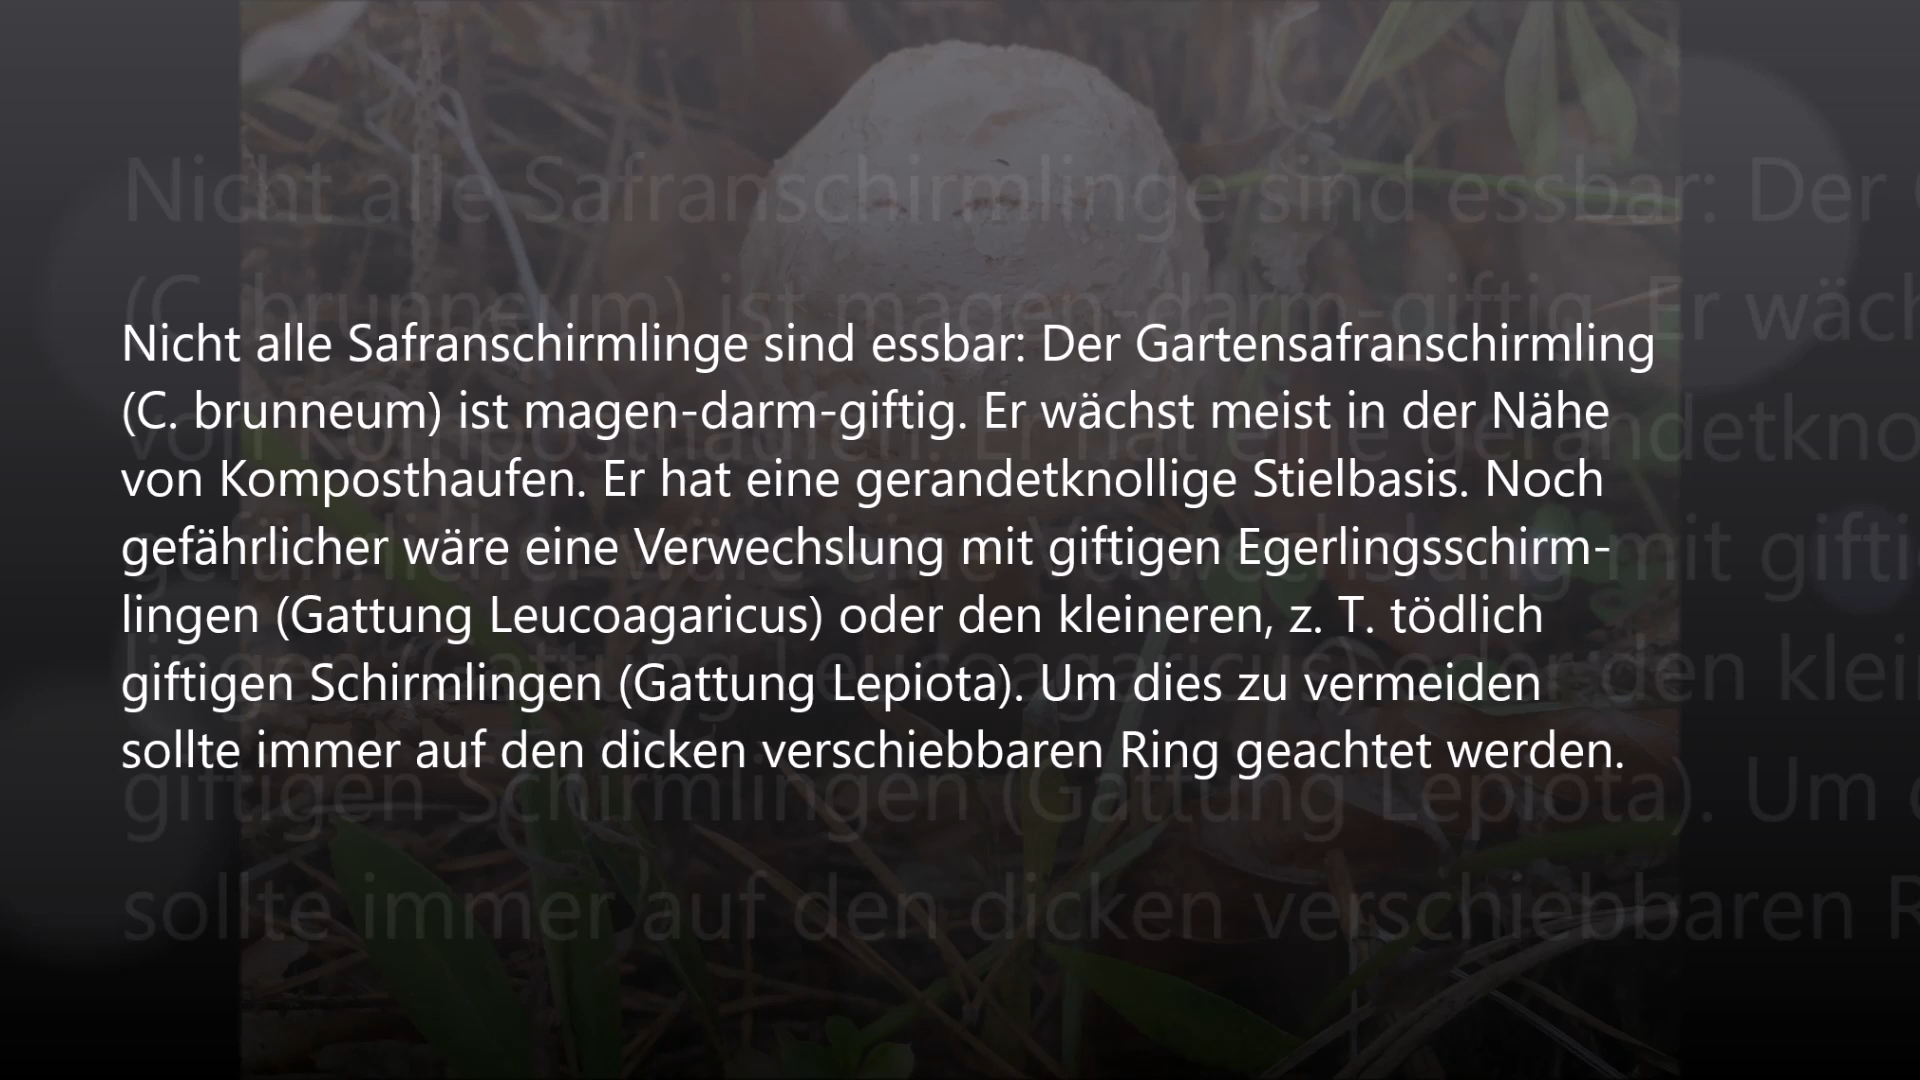 Nicht alle Safranschirmlinge sind essbar: Der Gartensafranschirmling
(C. brunneum) ist magen-darm-giftig. Er wächst meist in der Nähe
von Komposthaufen. Er hat eine gerandetknollige Stielbasis. Noch
gefährlicher wäre eine Verwechslung mit giftigen Egerlingsschirm-
lingen (Gattung Leucoagaricus) oder den kleineren, z. T. tödlich
giftigen Schirmlingen (Gattung Lepiota). Um dies zu vermeiden
sollte immer auf den dicken verschiebbaren Ring geachtet werden.